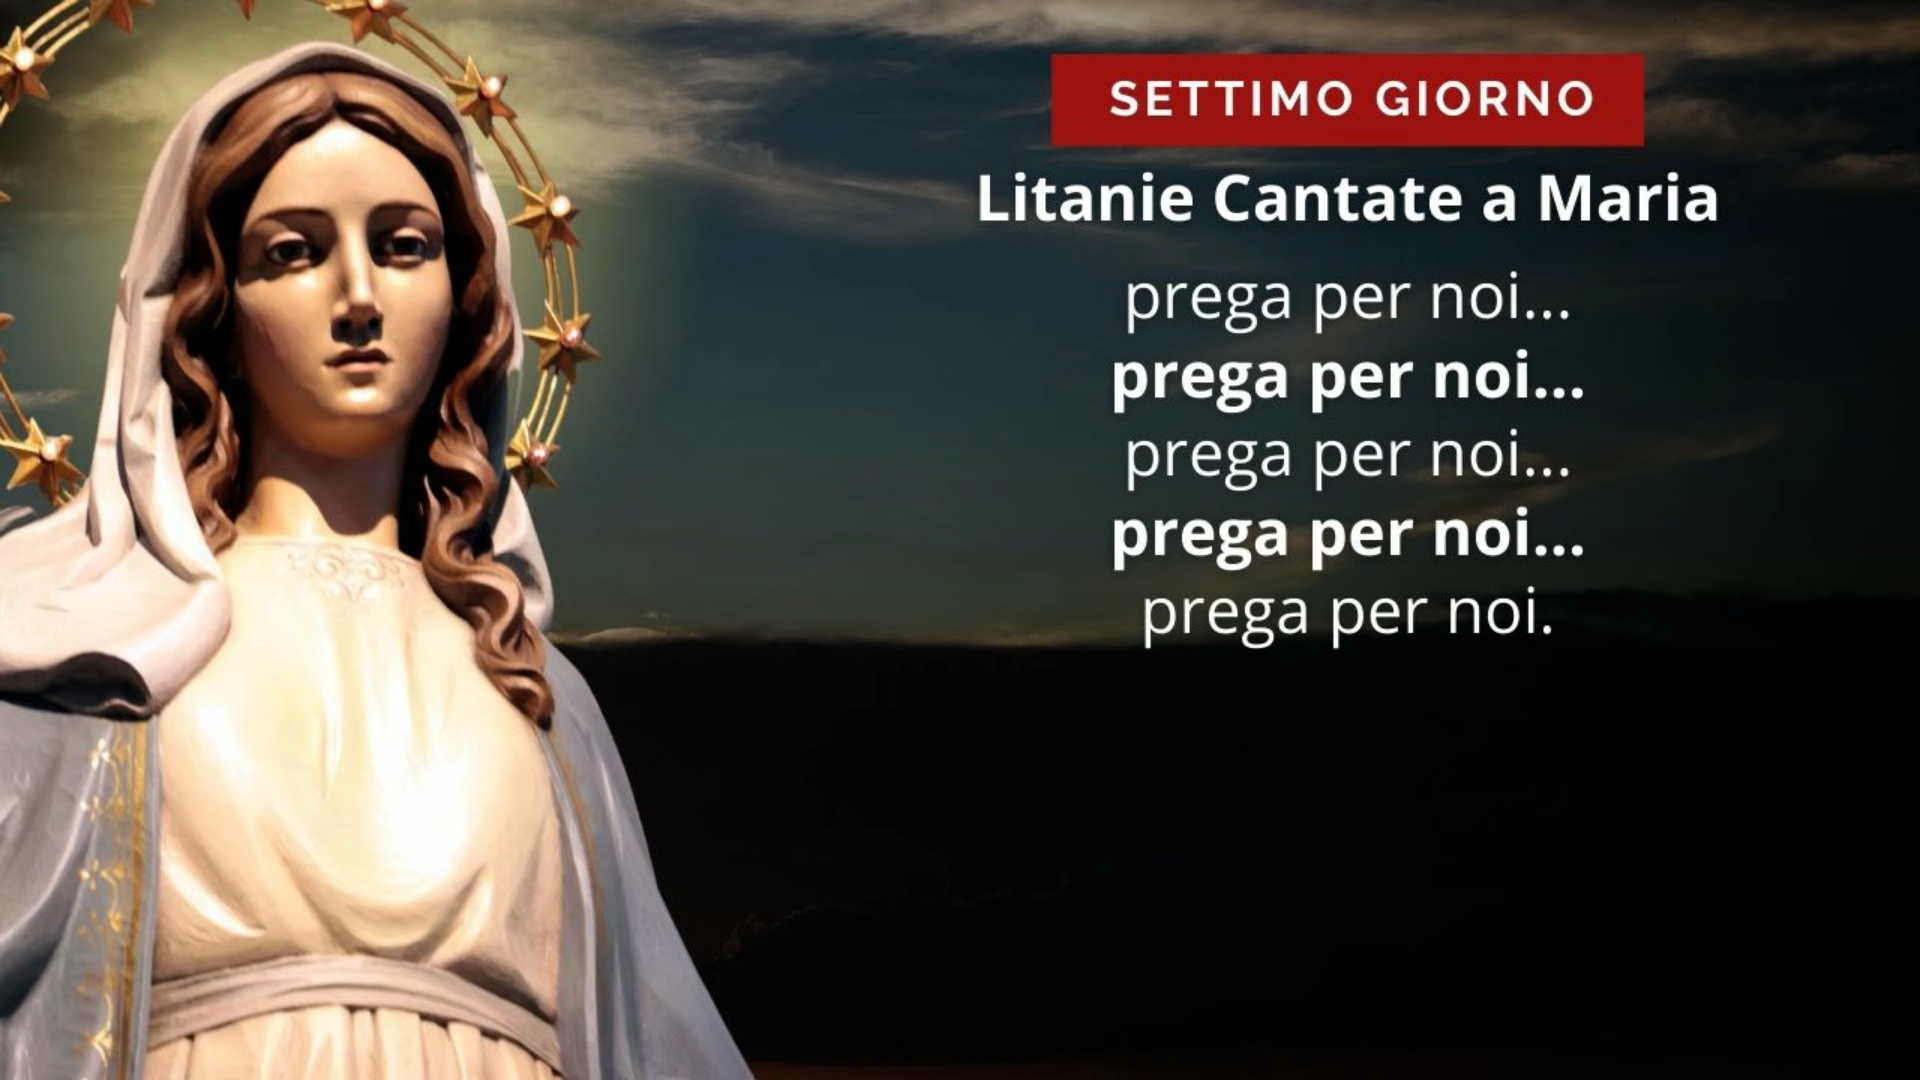 SETTIMO GIORNO
Litanie Cantate a Maria
prega per noi...
prega per noi...
prega per noi...
prega per noi...
prega per noi.